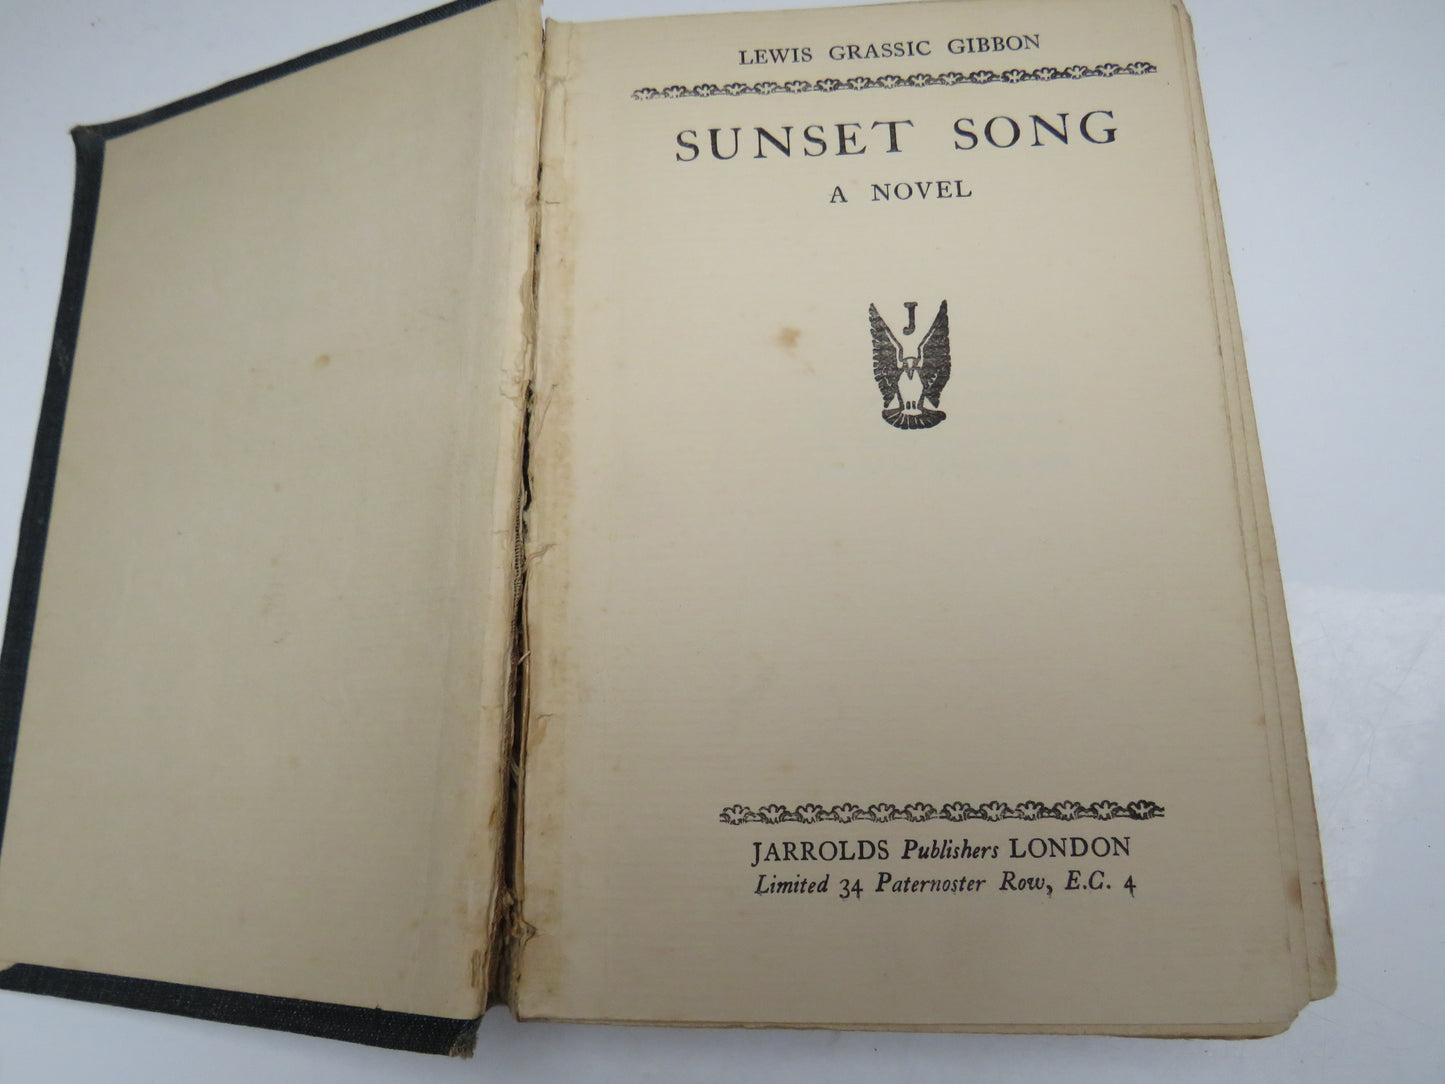 LEWIS GRASSIC GIBBON
SUNSET SONG
A NOVEL
J
JARROLDS Publishers LONDON
Limited 34 Paternoster Row, E.C. 4